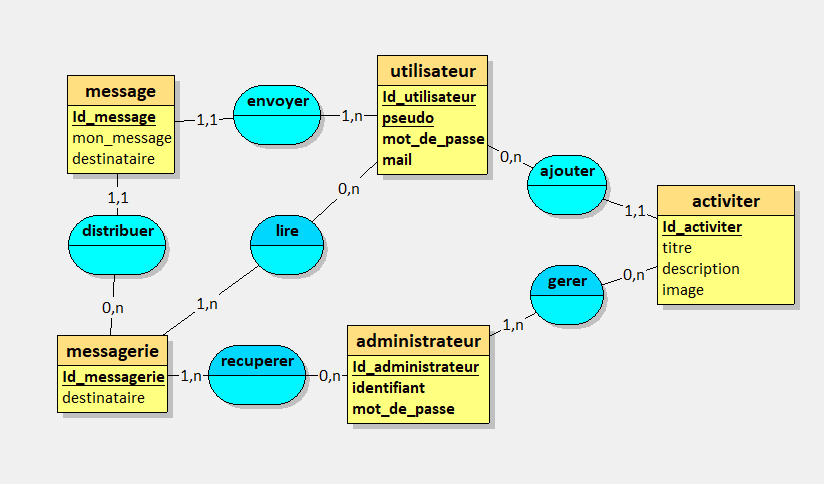 utilisateur
Id_utilisateur
pseudo
mot_de_passe
mail
message
Id_message
mon_message
destinataire
envoyer
1,1
1,n
0,n
ajouter
1,1
activiter
Id_activiter
titre
description
image
1,1
distribuer
0,n
0,n
lire
1,n
gerer
0,n
1,n
messagerie
Id_messagerie
destinataire
1,n
recuperer
0,n
administrateur
Id_administrateur
identifiant
mot_de_passe